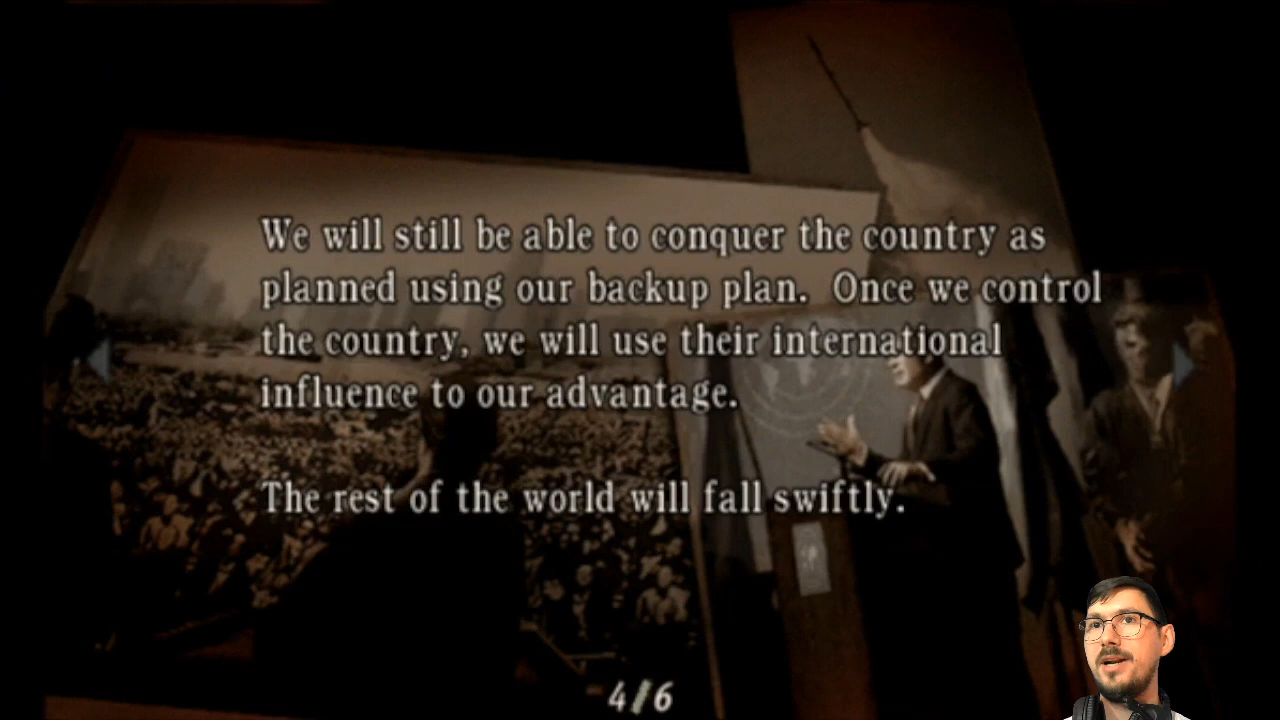 We will still be able to conquer the country as
planned using our backup plan.  Once we control
the country, we will use their international
influence to our advantage.
The rest of the world will fall swiftly.
4/6